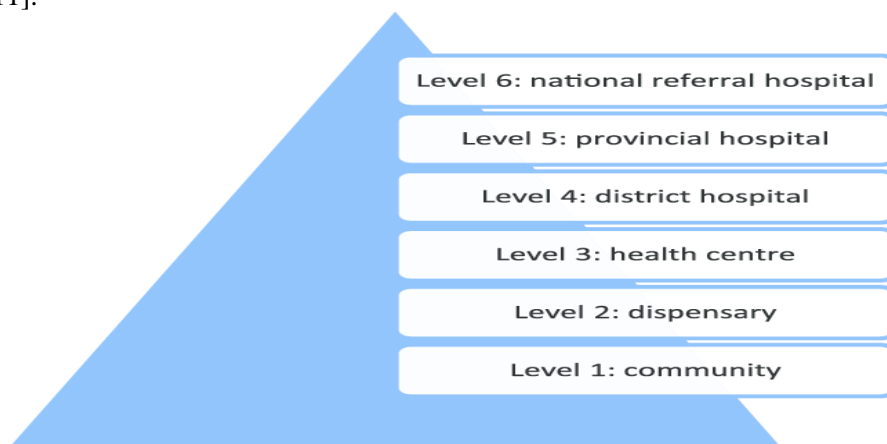 Level 6: national referral hospital
Level 5: provincial hospital
Level 4: district hospital
Level 3: health centre
Level 2: dispensary
Level 1: community